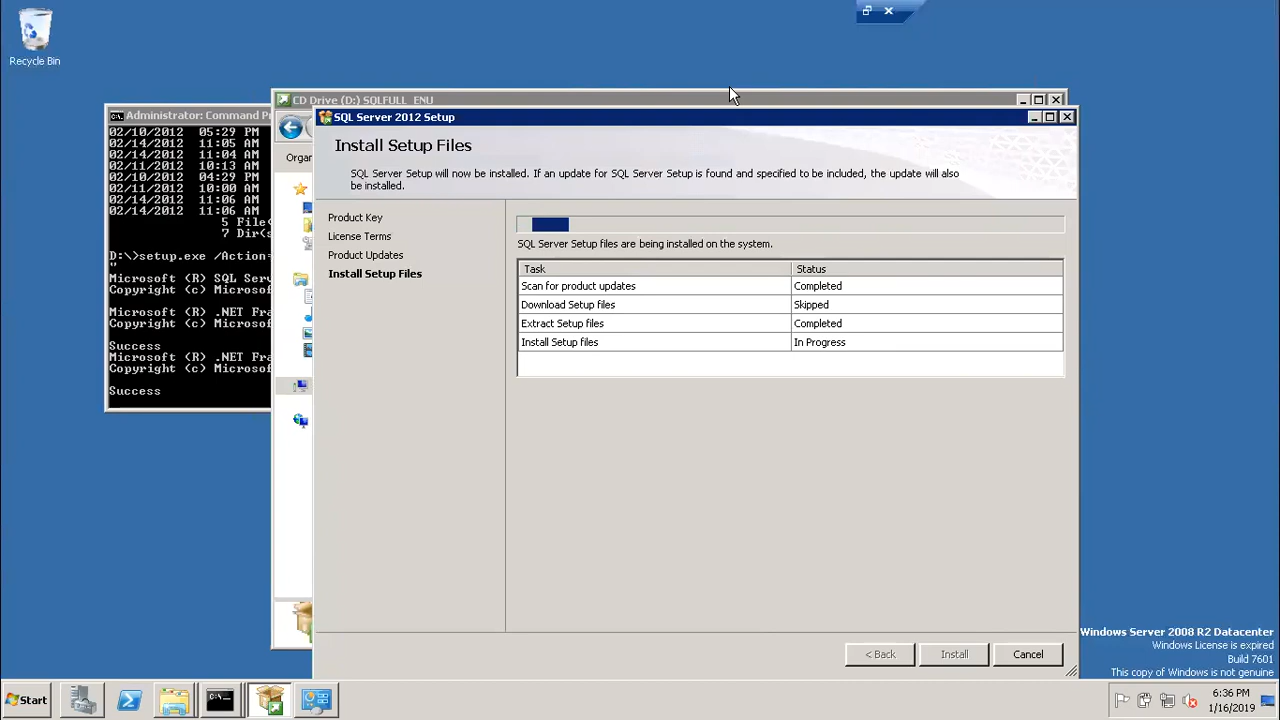 Recycle Bin
CD Drive (D:) SQLFULL_ENU
Administrator: Command P
02/10/2012 05:29 PM
02/14/2012 11:05 AM
02/14/2012 11:04 AM
02/11/2012 10:13 AM
02/10/2012 04:29 PM
02/11/2012 10:00 AM
02/14/2012 11:06 AM
02/14/2012 11:06 AM
5 File(
7 Dir(s
D:\>setup.exe /Action=
"
Microsoft (R) SQL Serv
Copyright (c) Microsof
Microsoft (R) .NET Fra
Copyright (c) Microsof
Success
Microsoft (R) .NET Fra
Copyright (c) Microsof
Success
Organ
SQL Server 2012 Setup
Install Setup Files
SQL Server Setup will now be installed. If an update for SQL Server Setup is found and specified to be included, the update will also
be installed.
Product Key
License Terms
Product Updates
Install Setup Files
SQL Server Setup files are being installed on the system.
Task Status
Scan for product updates Completed
Download Setup files Skipped
Extract Setup files Completed
Install Setup files In Progress
< Back Install Cancel
Windows Server 2008 R2 Datacenter
Windows License is expired
Build 7601
This copy of Windows is not genuine
Start
6:36 PM
1/16/2019